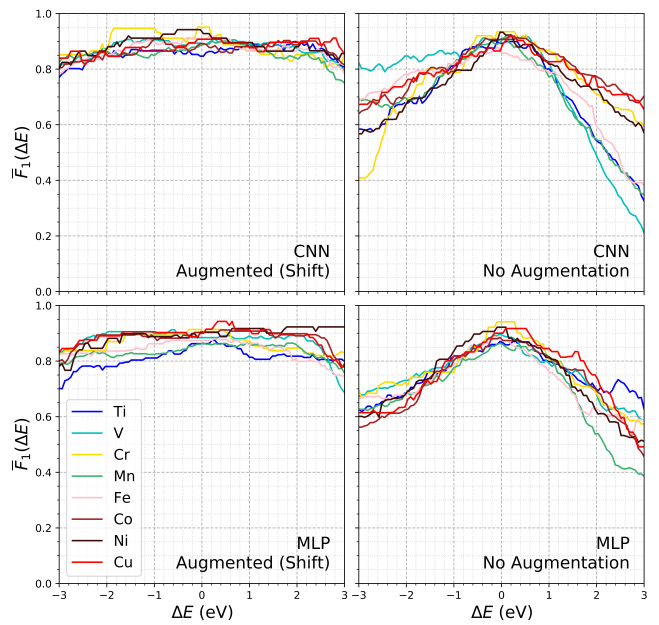 1.0
0.8
0.6
0.4
0.2
0.0
F̅₁(ΔE)
CNN
Augmented (Shift)
CNN
No Augmentation
1.0
0.8
0.6
0.4
0.2
0.0
F̅₁(ΔE)
Ti
V
Cr
Mn
Fe
Co
Ni
Cu
MLP
Augmented (Shift)
MLP
No Augmentation
−3 −2 −1 0 1 2 3
−3 −2 −1 0 1 2 3
ΔE (eV)
ΔE (eV)